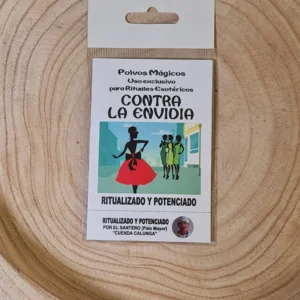 Polvos Mágicos
Uso exclusivo
para Rituales Esotéricos
CONTRA
LA ENVIDIA
RITUALIZADO Y POTENCIADO
RITUALIZADO Y POTENCIADO
POR EL SANTERO (Palo Mayor)
"CUENDA CALUNGA"